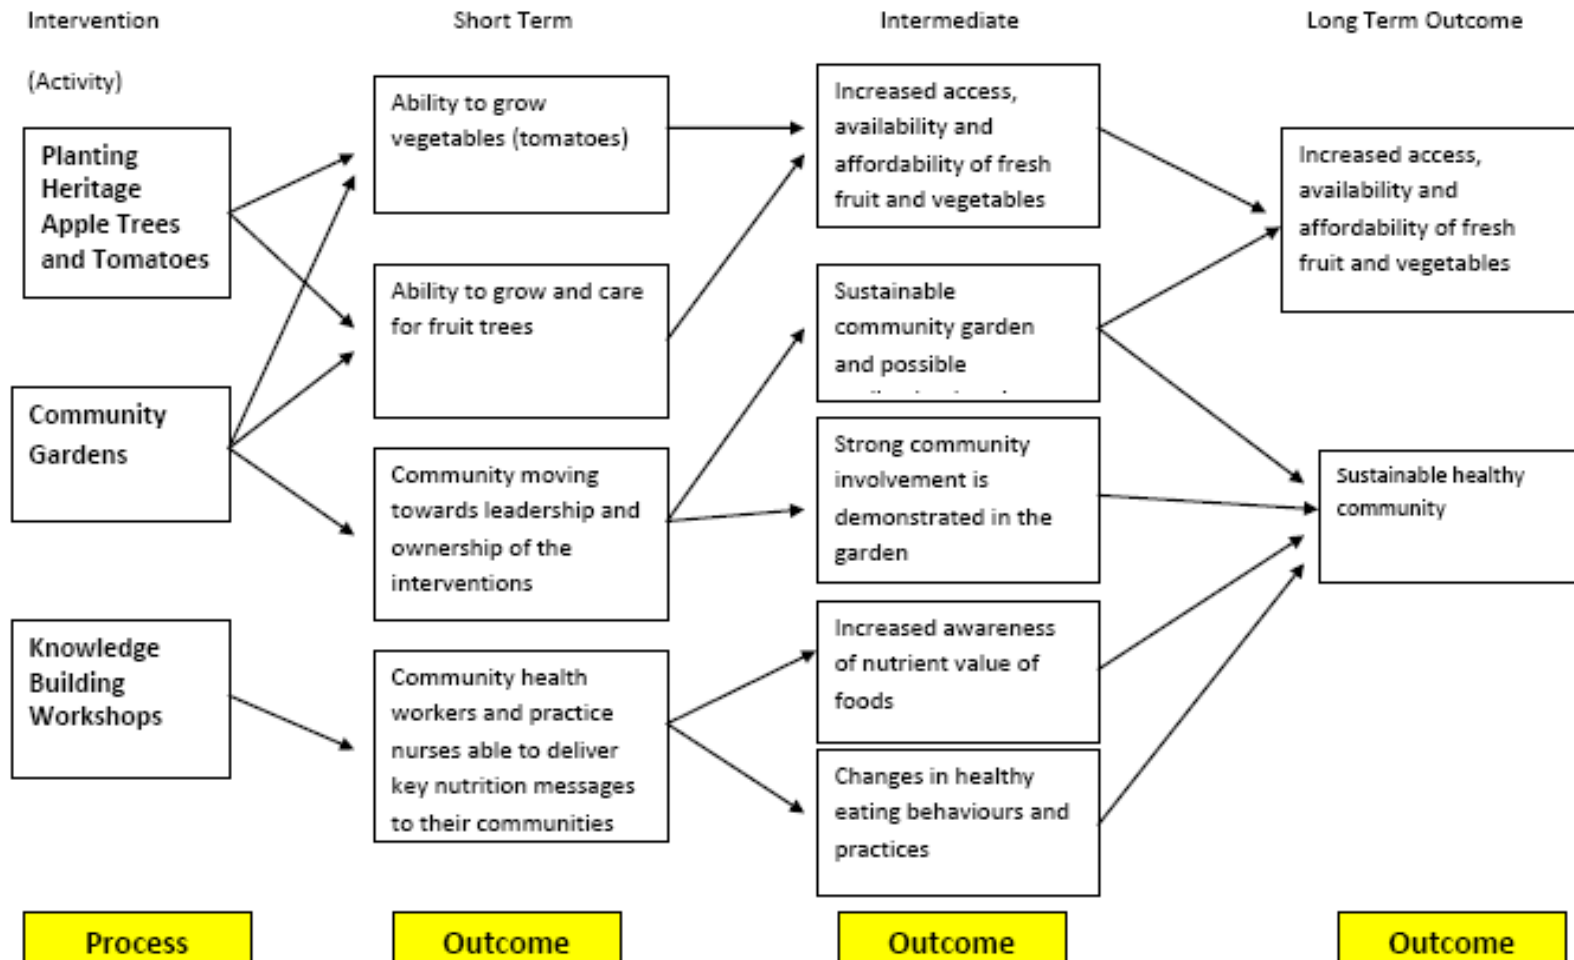 Intervention
(Activity)
Short Term
Intermediate
Long Term Outcome
Planting
Heritage
Apple Trees
and Tomatoes
Community
Gardens
Knowledge
Building
Workshops
Ability to grow
vegetables (tomatoes)
Ability to grow and care
for fruit trees
Community moving
towards leadership and
ownership of the
interventions
Community health
workers and practice
nurses able to deliver
key nutrition messages
to their communities
Increased access,
availability and
affordability of fresh
fruit and vegetables
Sustainable
community garden
and possible
Strong community
involvement is
demonstrated in the
garden
Increased awareness
of nutrient value of
foods
Changes in healthy
eating behaviours and
practices
Increased access,
availability and
affordability of fresh
fruit and vegetables
Sustainable healthy
community
Process
Outcome
Outcome
Outcome